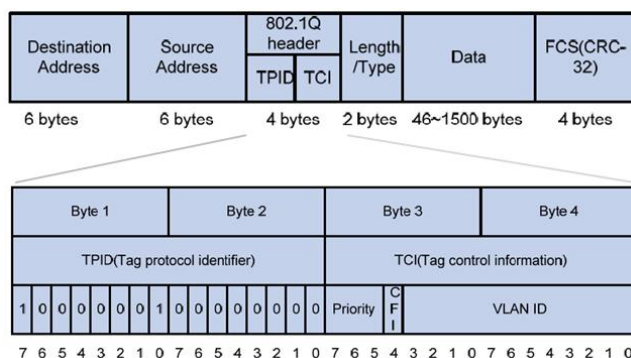 Destination Address
Source Address
802.1Q header
TPID TCI
Length /Type
Data
FCS(CRC-32)
6 bytes 6 bytes 4 bytes 2 bytes 46~1500 bytes 4 bytes
Byte 1 Byte 2 Byte 3 Byte 4
TPID(Tag protocol identifier) TCI(Tag control information)
1 0 0 0 0 0 0 1 0 0 0 0 0 0 0 0 Priority CFI VLAN ID
7 6 5 4 3 2 1 0 7 6 5 4 3 2 1 0 7 6 5 4 3 2 1 0 7 6 5 4 3 2 1 0